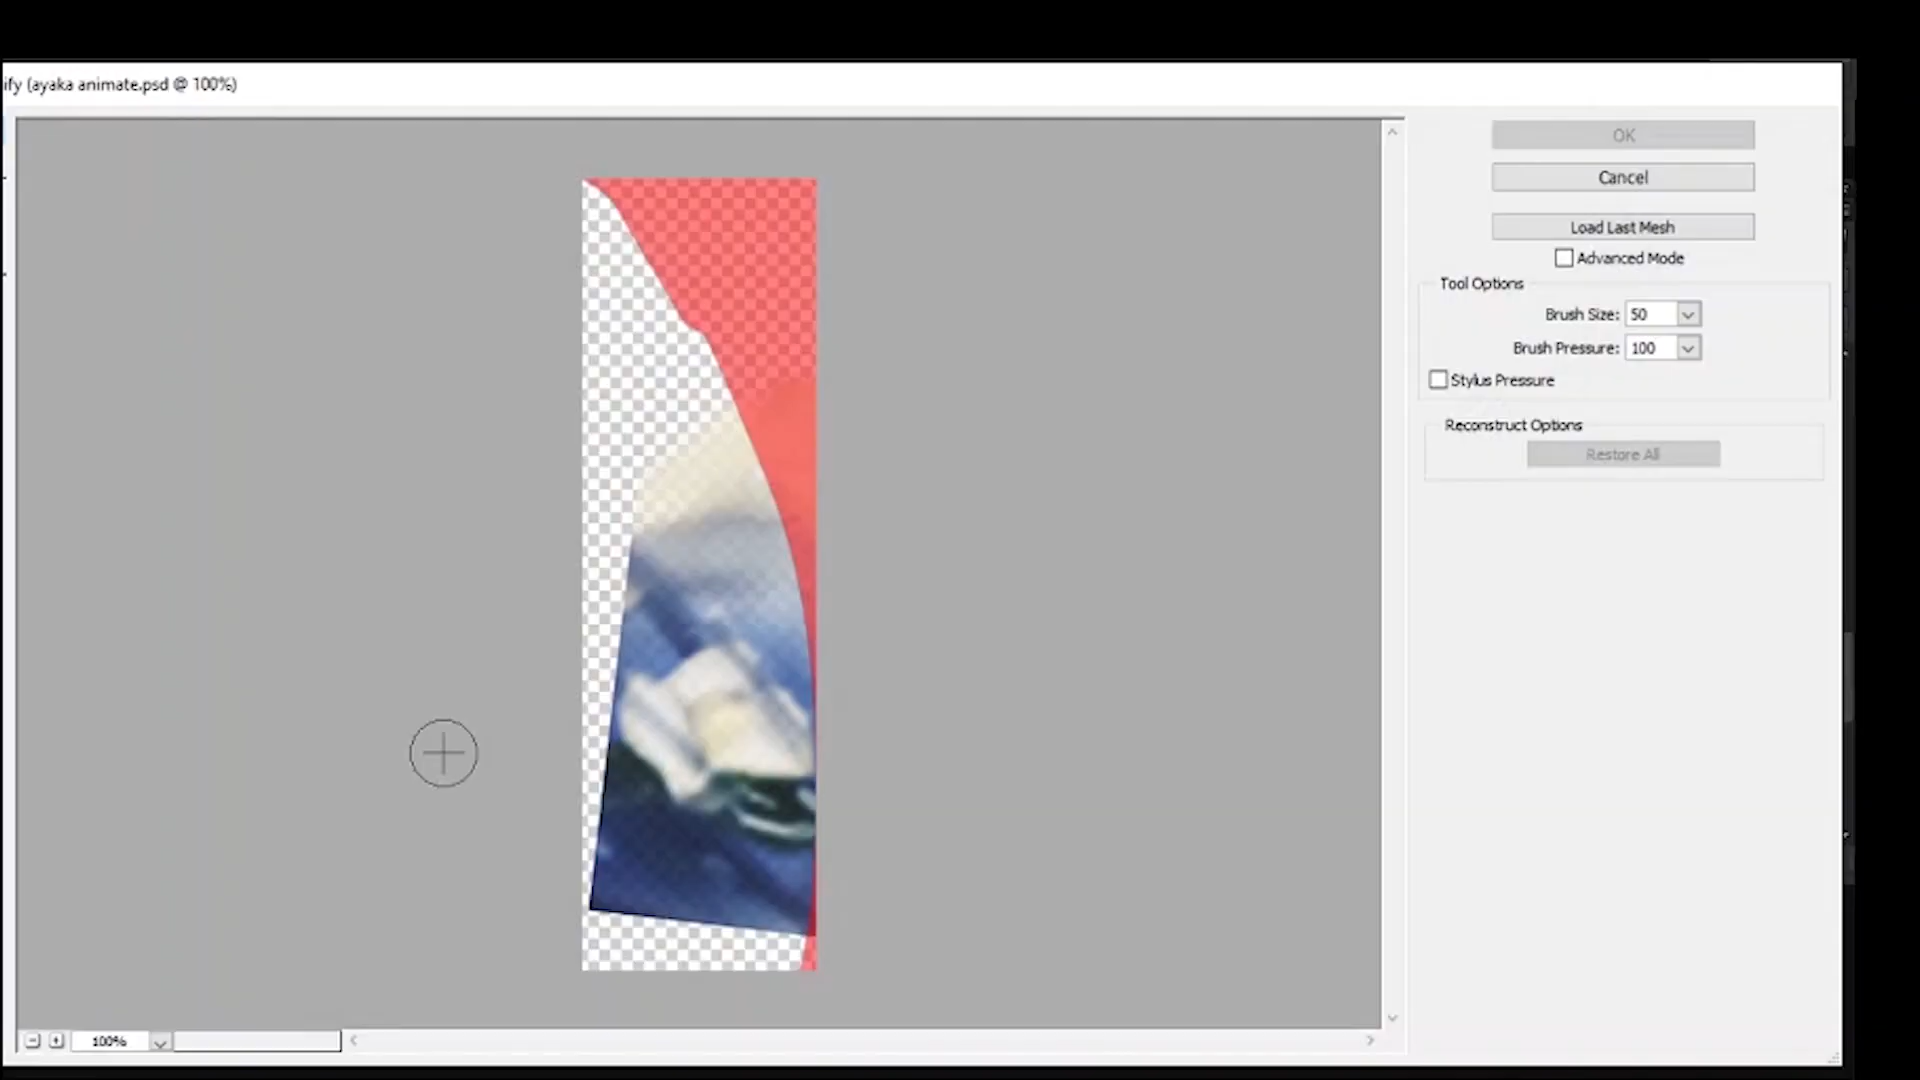 ify (ayaka animate.psd @ 100%)
OK
Cancel
Load Last Mesh
Advanced Mode
Tool Options
Brush Size: 50
Brush Pressure: 100
Stylus Pressure
Reconstruct Options
Restore All
100%